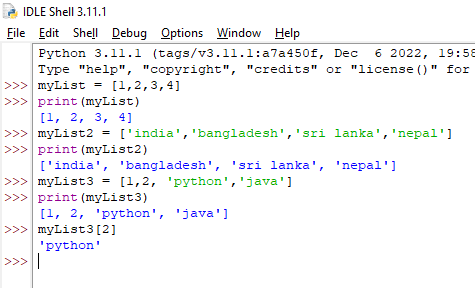 IDLE Shell 3.11.1
File Edit Shell Debug Options Window Help
Python 3.11.1 (tags/v3.11.1:a7a450f, Dec  6 2022, 19:58
Type "help", "copyright", "credits" or "license()" for
>>> myList = [1,2,3,4]
>>> print(myList)
[1, 2, 3, 4]
>>> myList2 = ['india','bangladesh','sri lanka','nepal']
>>> print(myList2)
['india', 'bangladesh', 'sri lanka', 'nepal']
>>> myList3 = [1,2, 'python','java']
>>> print(myList3)
[1, 2, 'python', 'java']
>>> myList3[2]
'python'
>>>